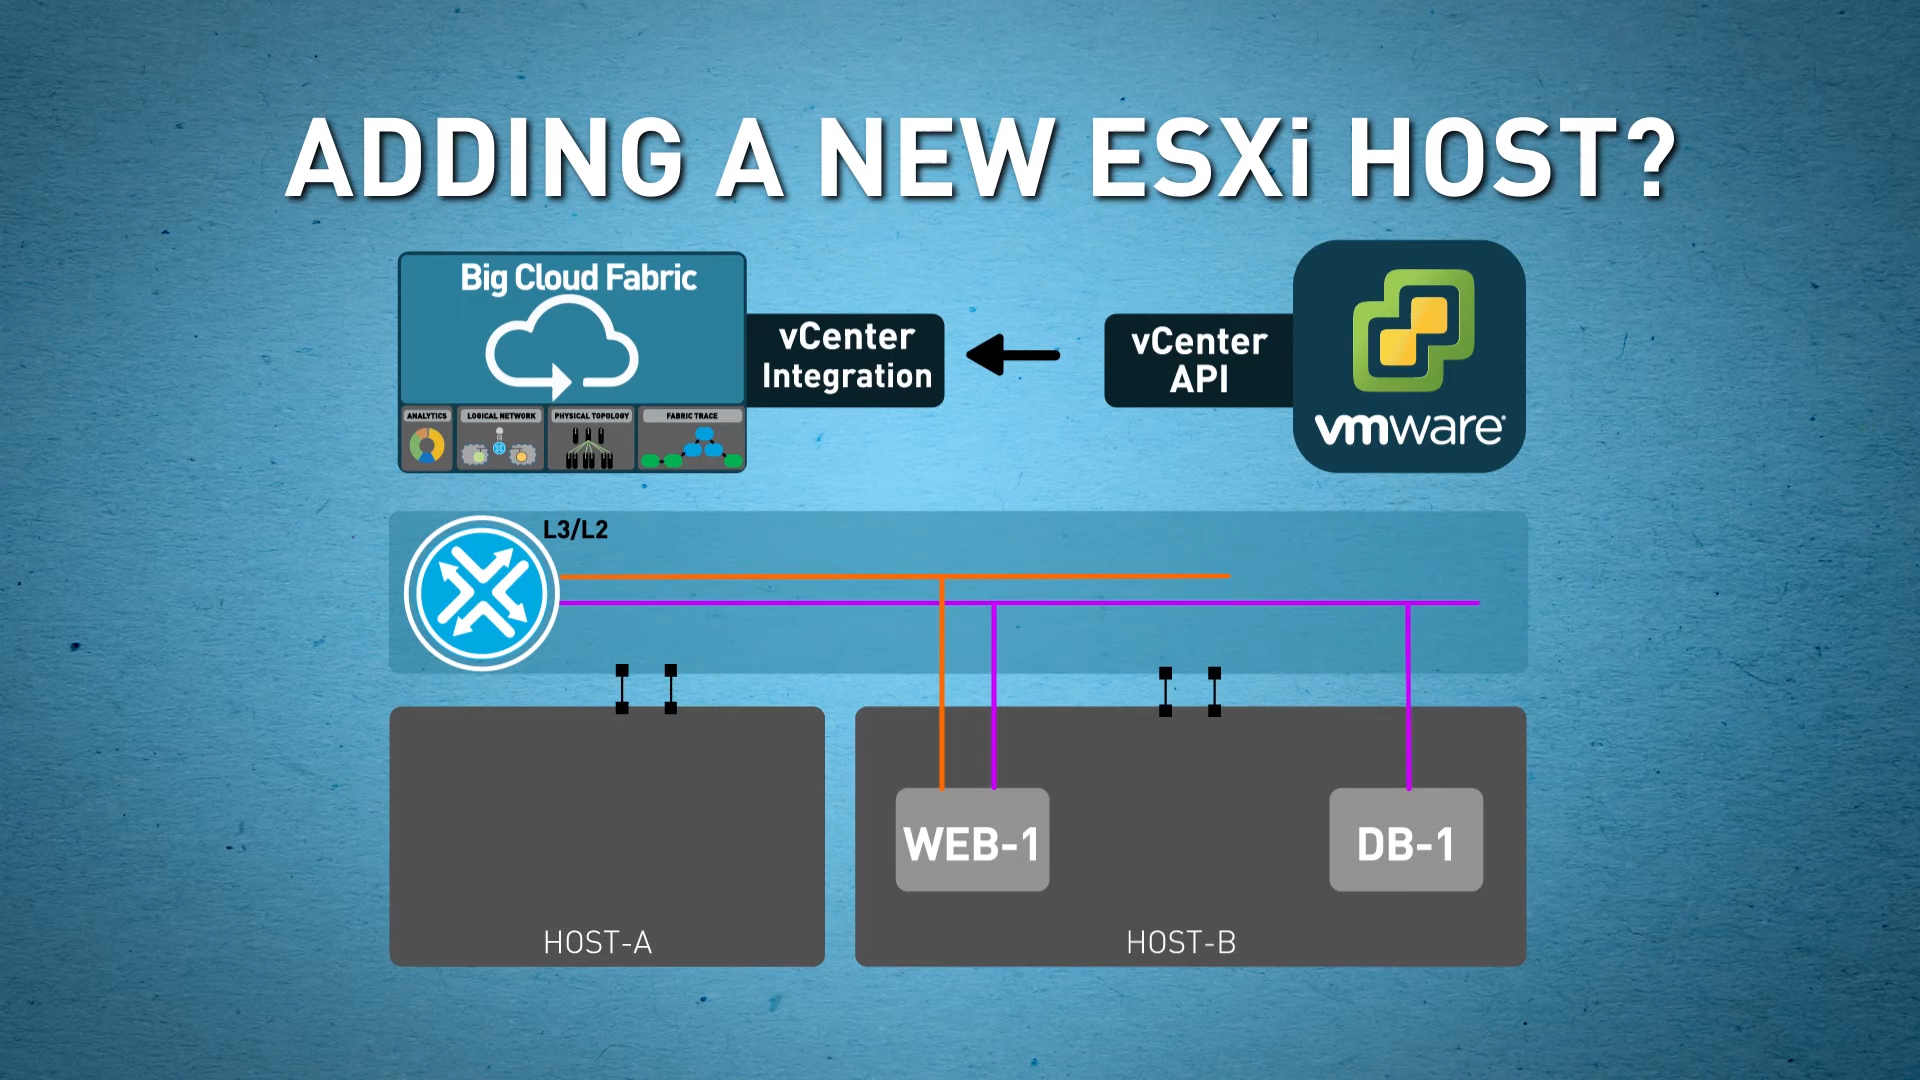 ADDING A NEW ESXi HOST?
Big Cloud Fabric
ANALYTICS
LOGICAL NETWORK
PHYSICAL TOPOLOGY
FABRIC TRACE
vCenter
Integration
vCenter
API
vmware
L3/L2
WEB-1
DB-1
HOST-A
HOST-B